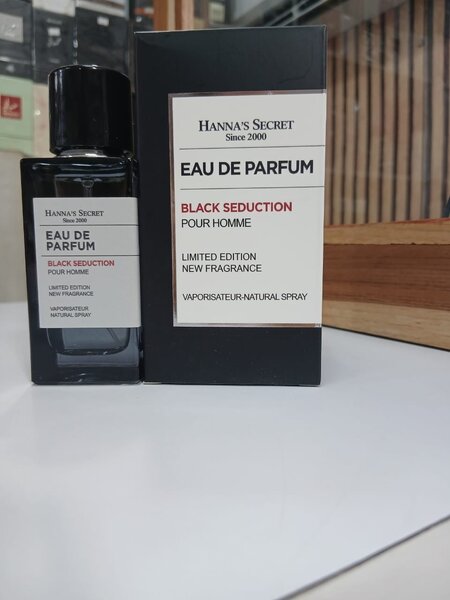 HANNA'S SECRET
Since 2000
EAU DE
PARFUM
BLACK SEDUCTION
POUR HOMME
LIMITED EDITION
NEW FRAGRANCE
VAPORISATEUR
NATURAL SPRAY
HANNA'S SECRET
Since 2000
EAU DE PARFUM
BLACK SEDUCTION
POUR HOMME
LIMITED EDITION
NEW FRAGRANCE
VAPORISATEUR-NATURAL SPRAY